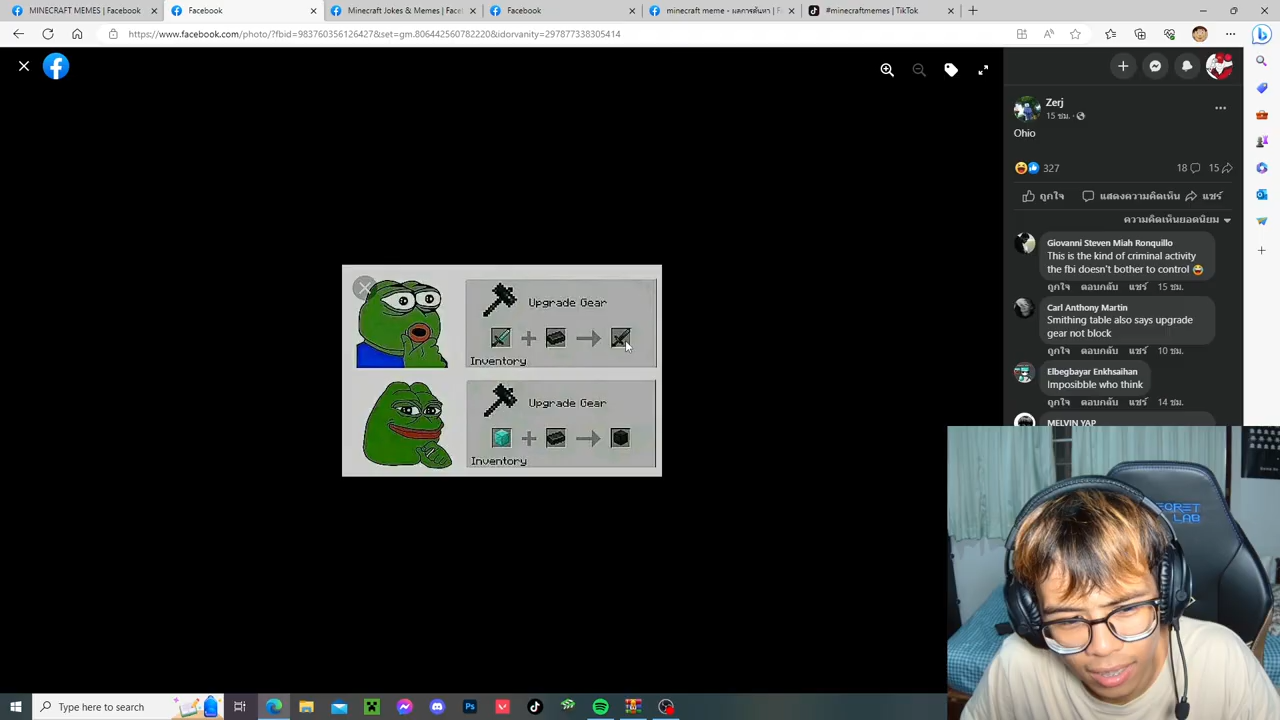 MINECRAFT MEMES | Facebook
Facebook
Minecraft Jokes & Memes | Fac
Facebook
minecraft meme - ผลการค้นหา | Fa
#minecraftmemes | TikTok
https://www.facebook.com/photo/?fbid=983760356126427&set=gm.806442560782220&idorvanity=297877338305414
Zerj
15 ชม.
Ohio
327
18
15
ถูกใจ
แสดงความคิดเห็น
แชร์
ความคิดเห็นยอดนิยม
Giovanni Steven Miah Ronquillo
This is the kind of criminal activity
the fbi doesn't bother to control
ถูกใจ ตอบกลับ แชร์ 15 ชม.
Carl Anthony Martin
Smithing table also says upgrade
gear not block
ถูกใจ ตอบกลับ แชร์ 10 ชม.
Elbegbayar Enkhsaihan
Imposibble who think
ถูกใจ ตอบกลับ แชร์ 14 ชม.
MELVIN YAP
Upgrade Gear
Inventory
Upgrade Gear
Inventory
SECRET
LAB
Type here to search